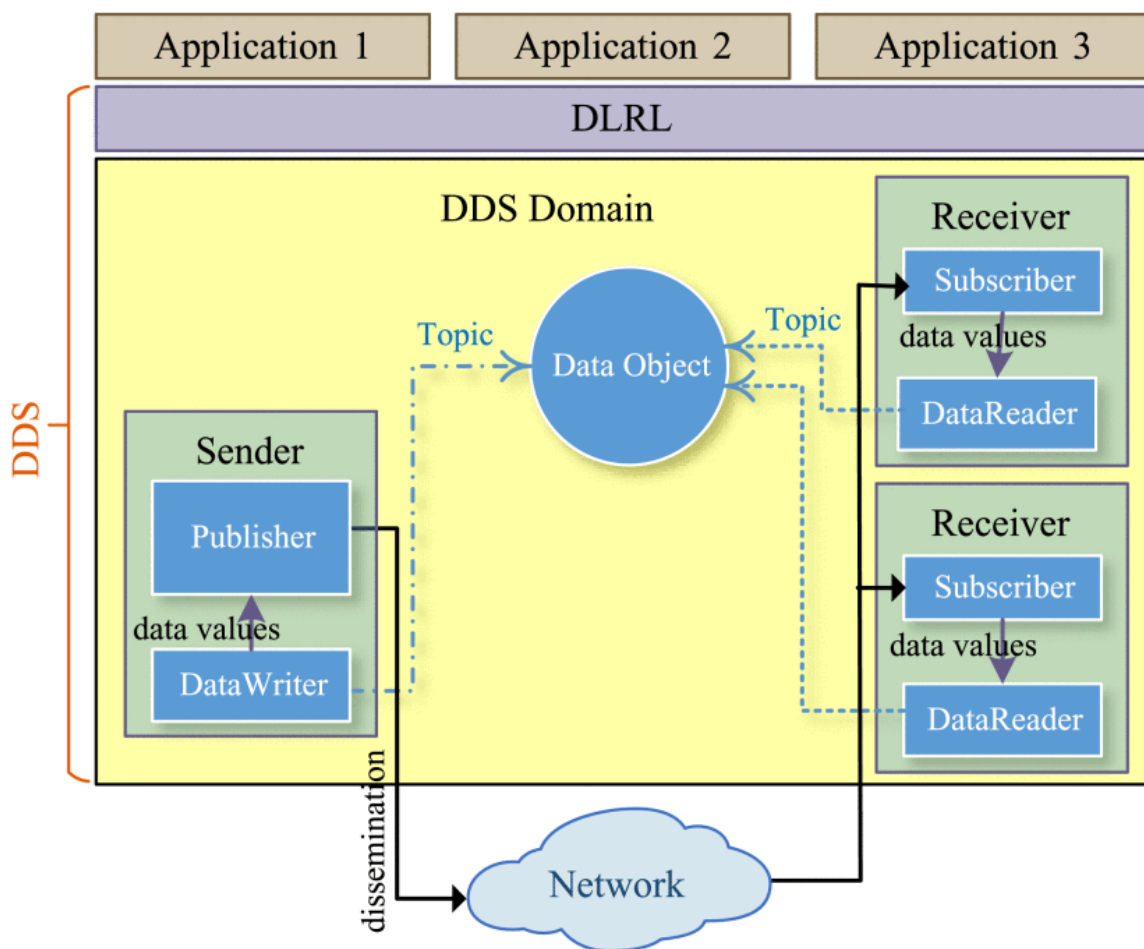 Application 1
Application 2
Application 3
DLRL
DDS
DDS Domain
Topic
Data Object
Topic
Sender
Publisher
data values
DataWriter
Receiver
Subscriber
data values
DataReader
Receiver
Subscriber
data values
DataReader
dissemination
Network